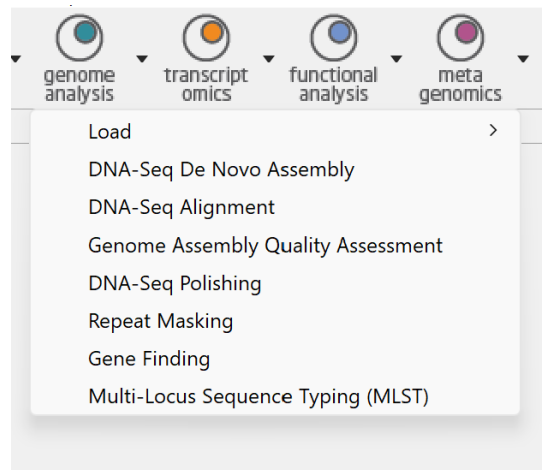 genome analysis
transcript omics
functional analysis
meta genomics
Load
DNA-Seq De Novo Assembly
DNA-Seq Alignment
Genome Assembly Quality Assessment
DNA-Seq Polishing
Repeat Masking
Gene Finding
Multi-Locus Sequence Typing (MLST)